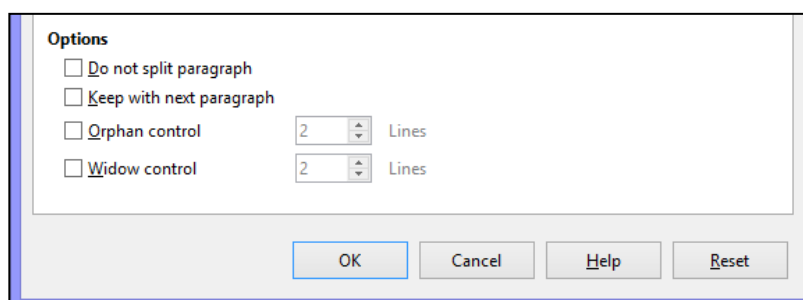 Options
Do not split paragraph
Keep with next paragraph
Orphan control 2 Lines
Widow control 2 Lines
OK Cancel Help Reset